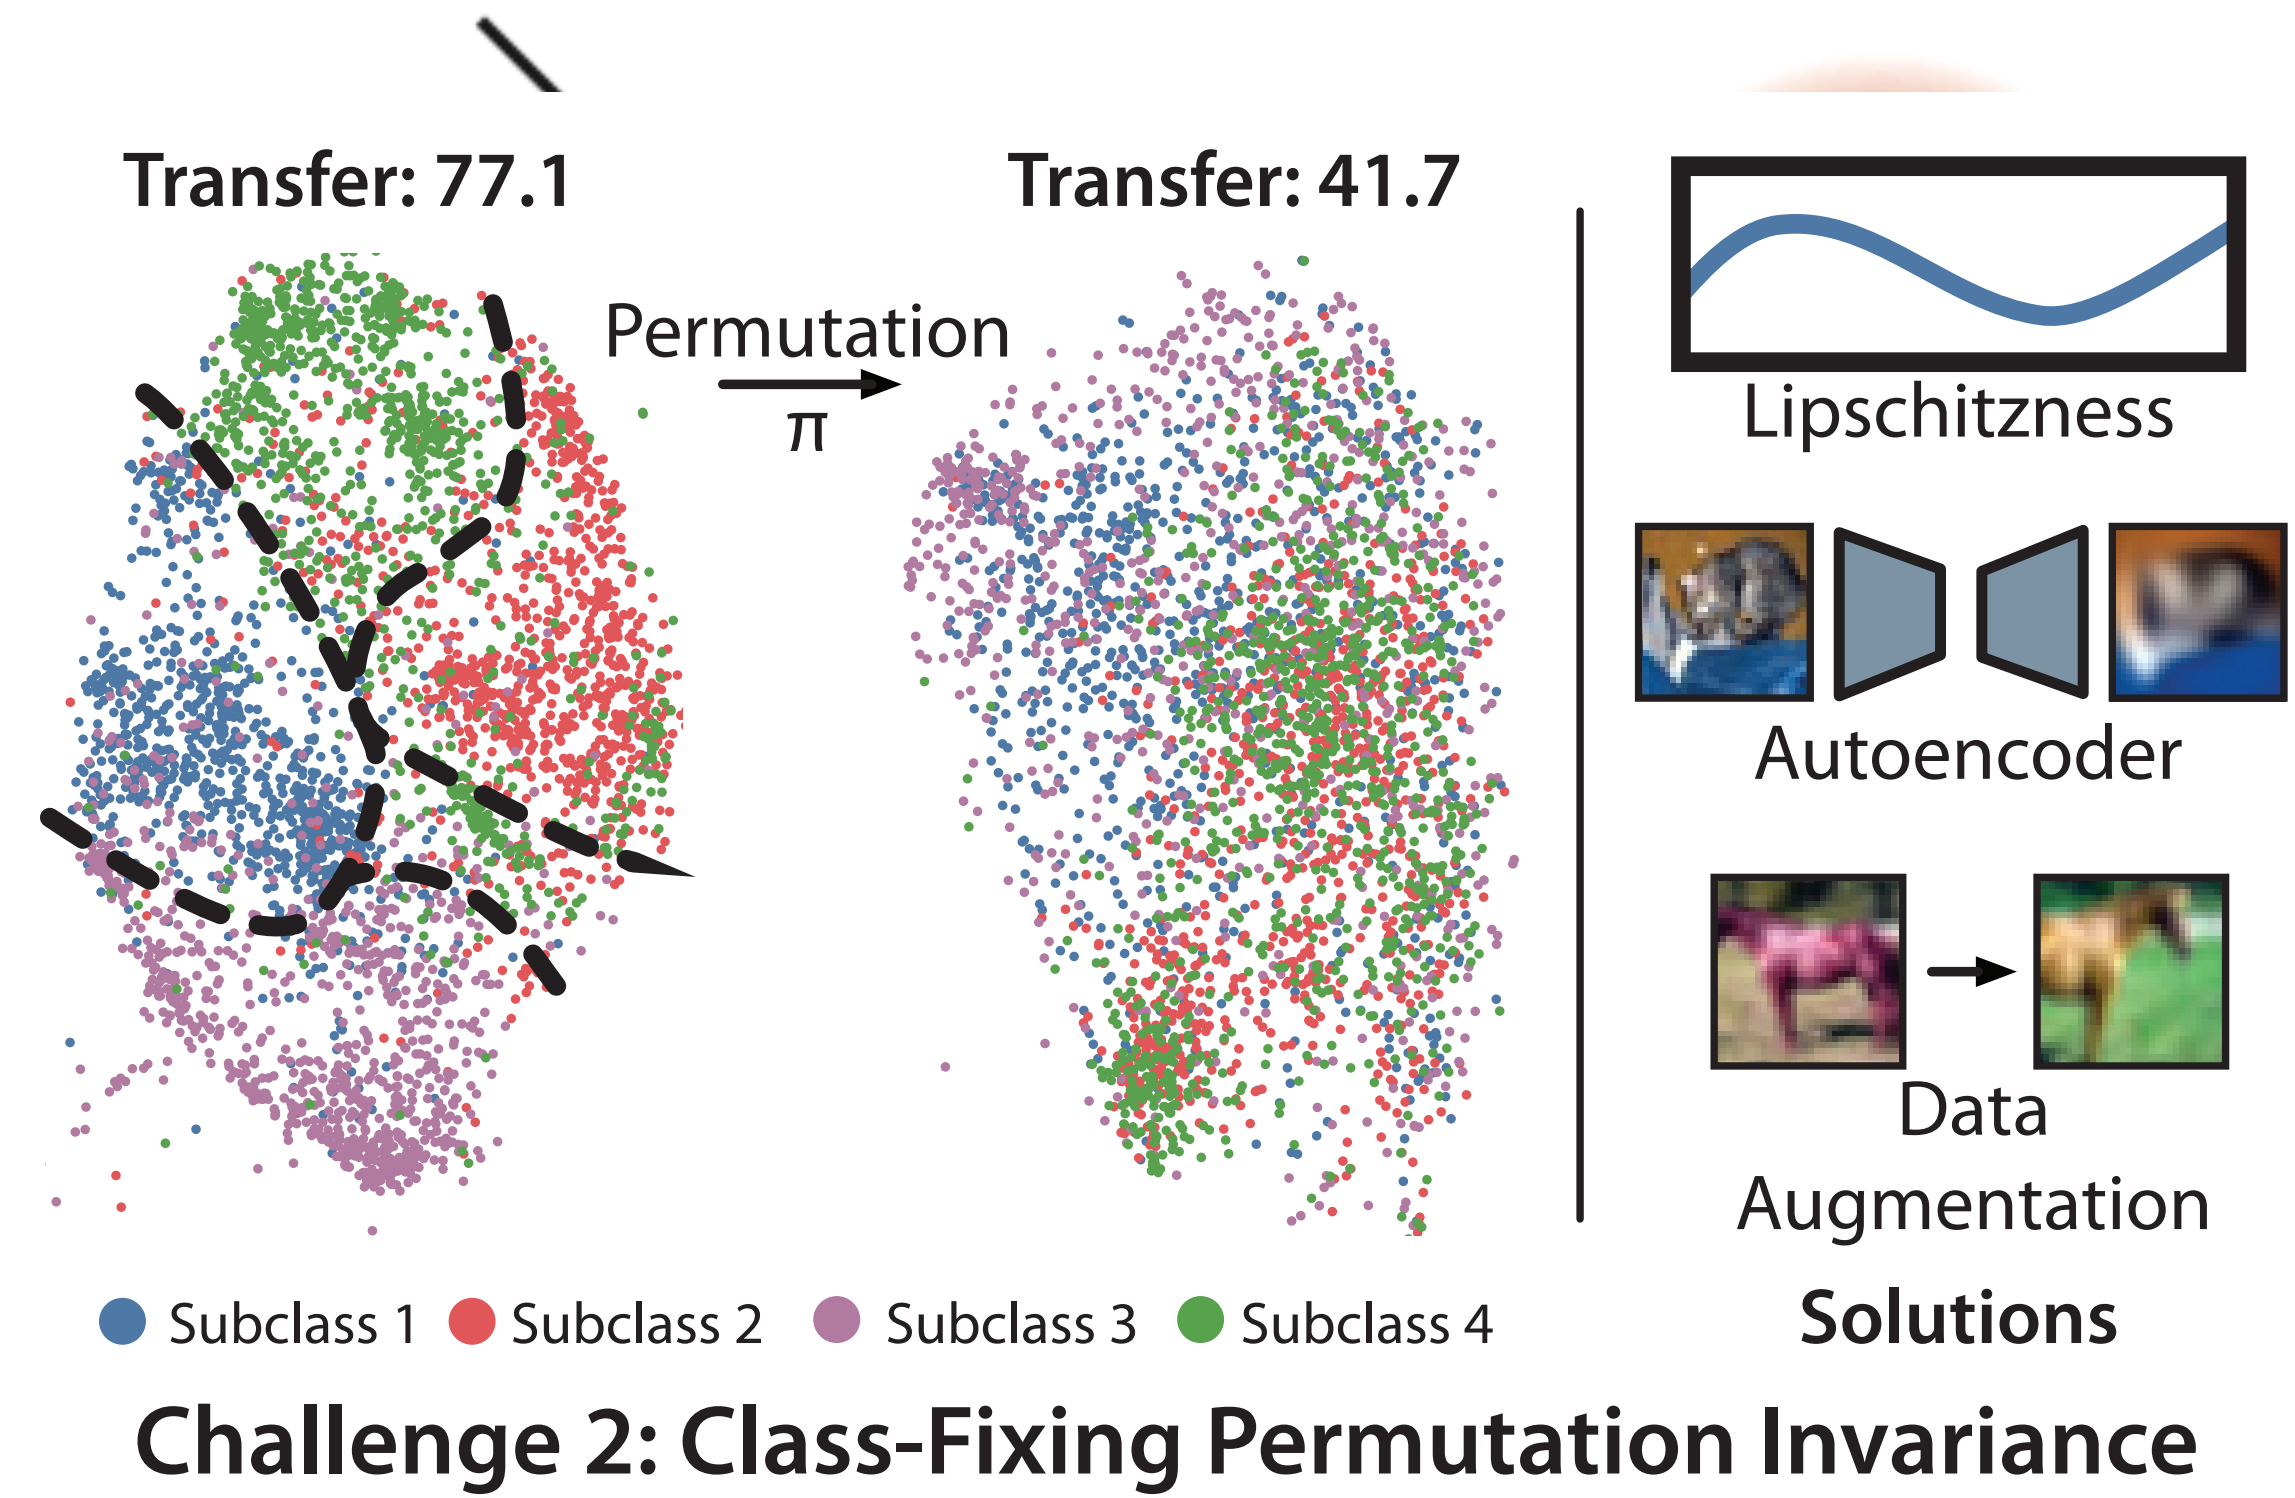 Transfer: 77.1
Transfer: 41.7
Permutation
π
Lipschitzness
Autoencoder
Data
Augmentation
Subclass 1
Subclass 2
Subclass 3
Subclass 4
Solutions
Challenge 2: Class-Fixing Permutation Invariance